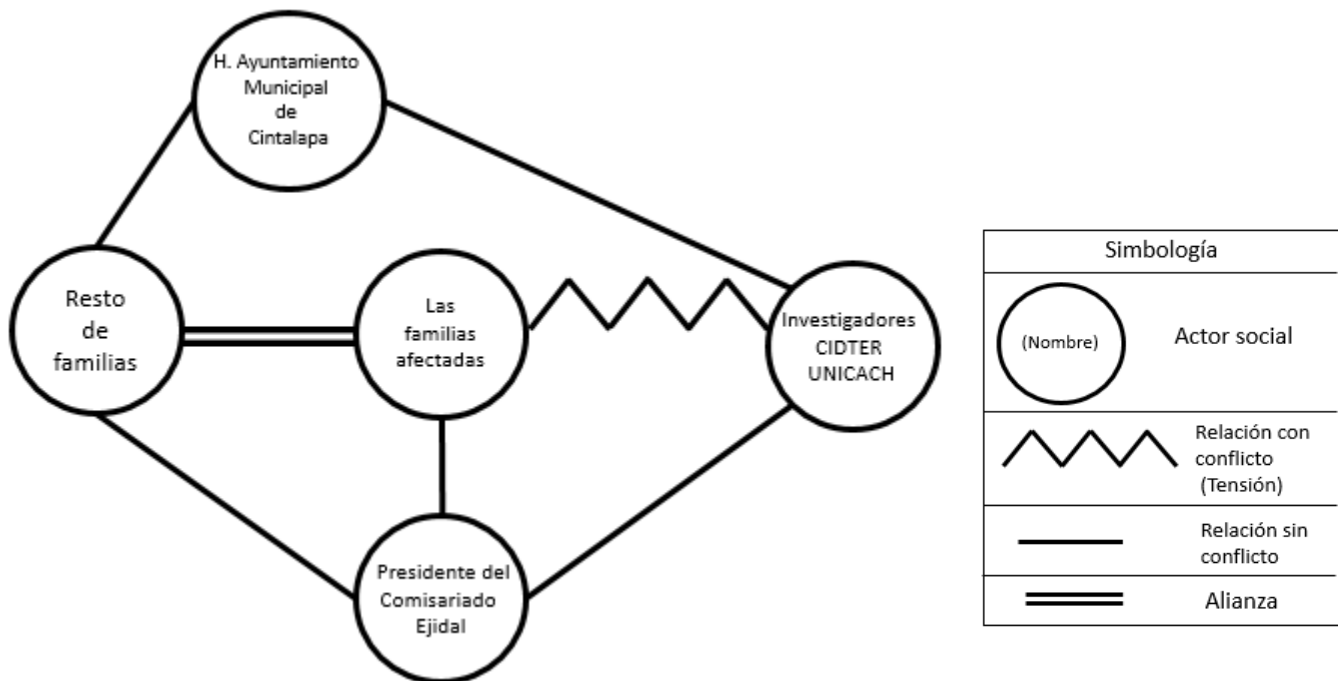 H. Ayuntamiento
Municipal
de
Cintalapa
Resto
de
familias
Las
familias
afectadas
Investigadores
CIDTER
UNICACH
Presidente del
Comisariado
Ejidal
Simbología
(Nombre)
Actor social
Relación con
conflicto
(Tensión)
Relación sin
conflicto
Alianza